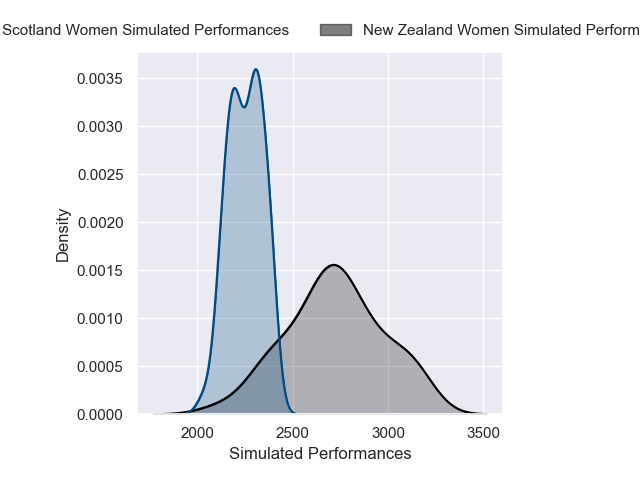 Scotland Women Simulated Performances New Zealand Women Simulated Perform
0.0035
0.0030
0.0025
0.0020
0.0015
0.0010
0.0005
0.0000
Density
2000 2500 3000 3500
Simulated Performances